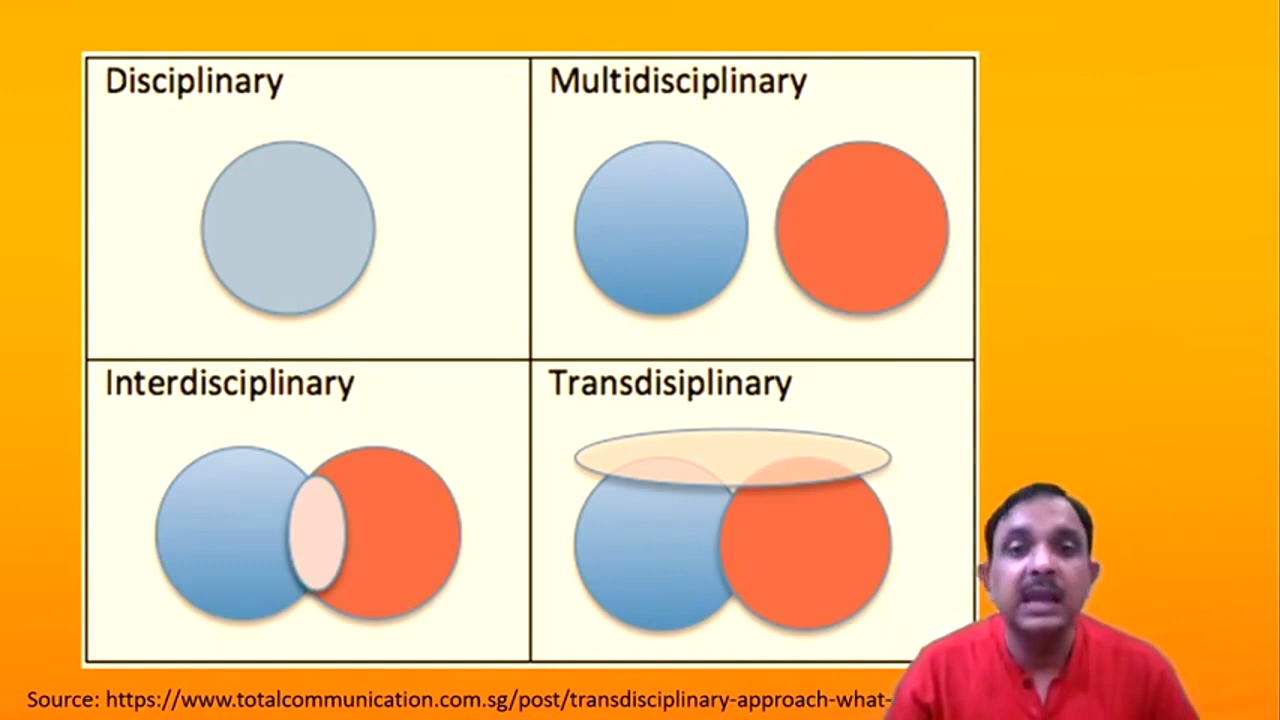 Disciplinary
Multidisciplinary
Interdisciplinary
Transdisiplinary
Source: https://www.totalcommunication.com.sg/post/transdisciplinary-approach-what-